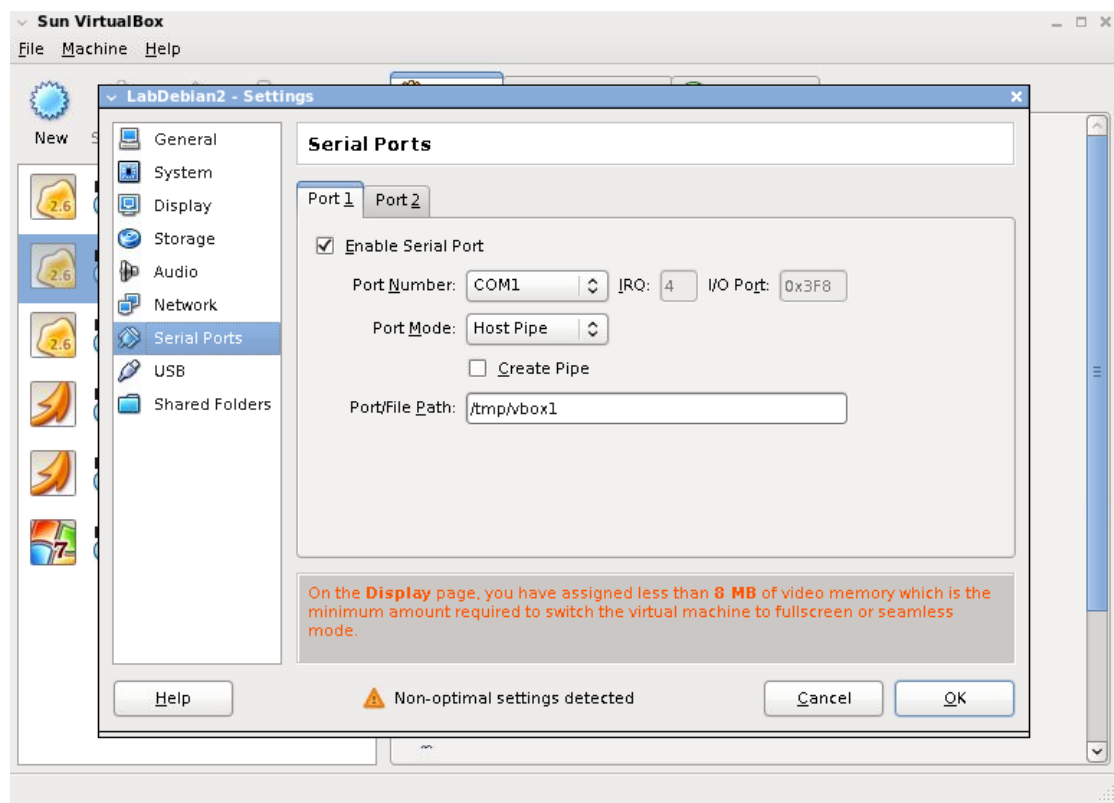 Sun VirtualBox
File Machine Help
LabDebian2 - Settings
New
General
System
Display
Storage
Audio
Network
Serial Ports
USB
Shared Folders
Serial Ports
Port 1 Port 2
Enable Serial Port
Port Number: COM1 IRQ: 4 I/O Port: 0x3F8
Port Mode: Host Pipe
Create Pipe
Port/File Path: /tmp/vbox1
On the Display page, you have assigned less than 8 MB of video memory which is the
minimum amount required to switch the virtual machine to fullscreen or seamless
mode.
Help Non-optimal settings detected Cancel OK
2.6
2.6
2.6
7